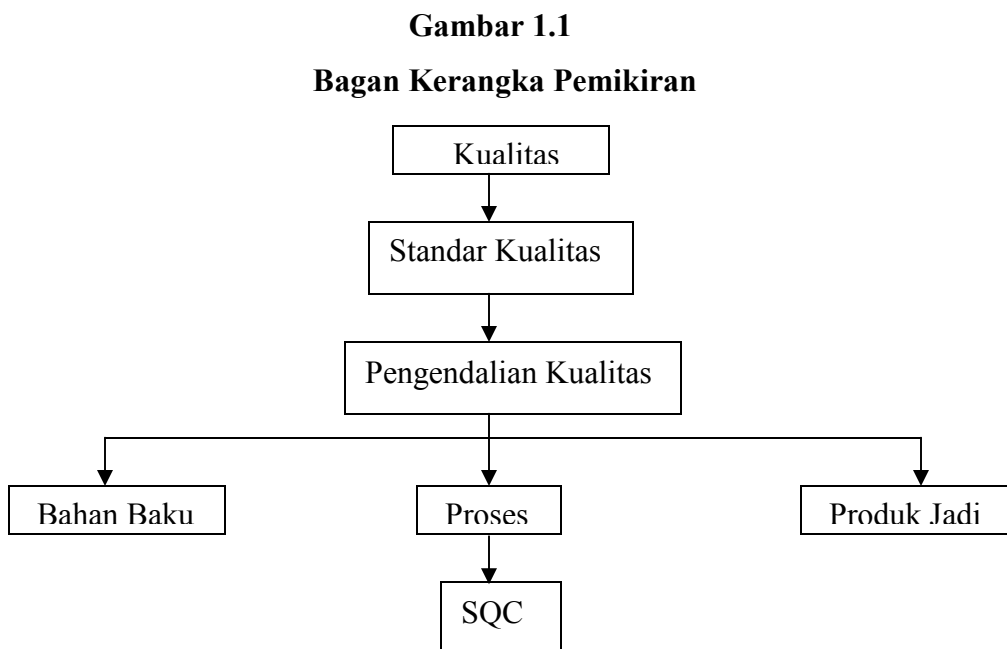 Gambar 1.1
Bagan Kerangka Pemikiran
Kualitas
Standar Kualitas
Pengendalian Kualitas
Bahan Baku
Proses
Produk Jadi
SQC